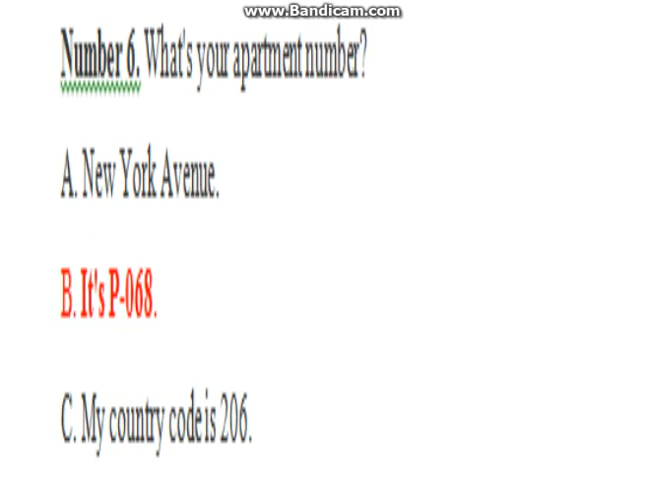 www.Bandicam.com
Number 6. What's your apartment number?
A. New York Avenue.
B. It's P-068.
C. My country code is 206.